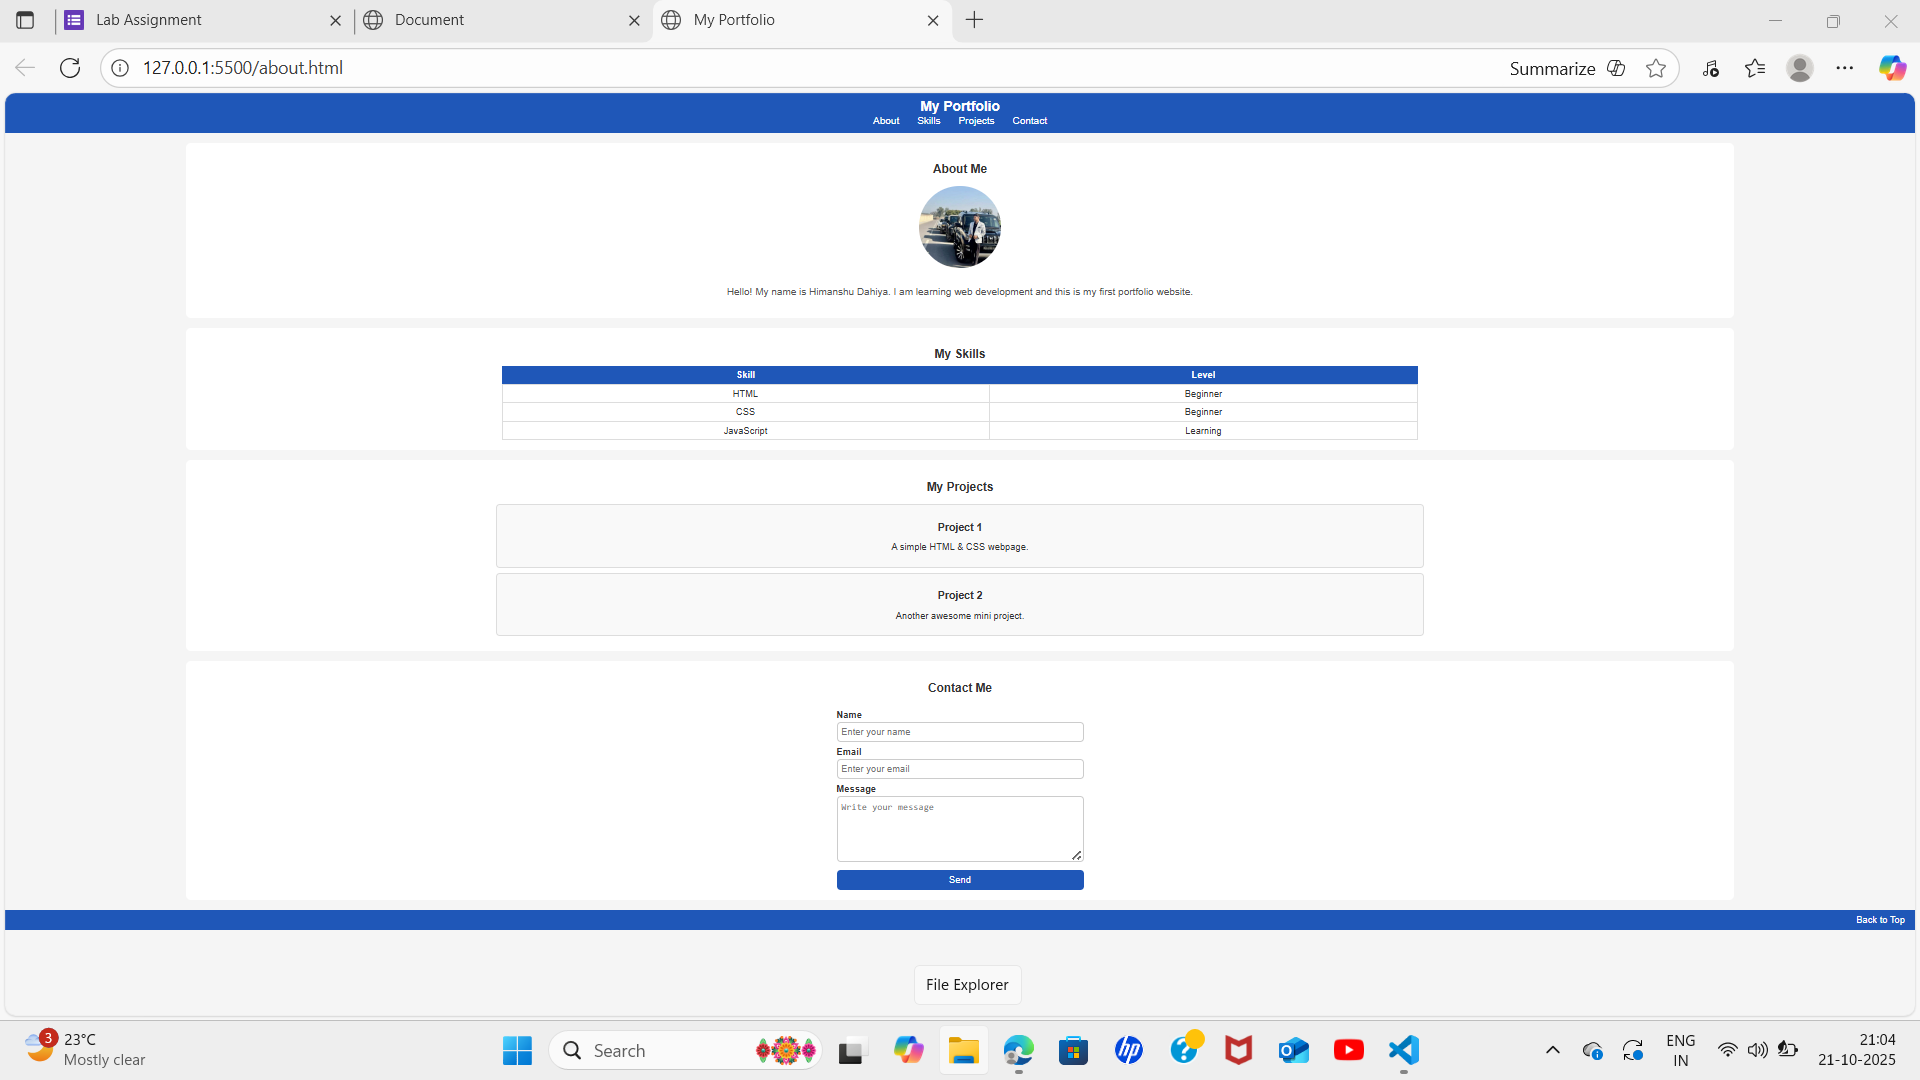 Lab Assignment
Document
My Portfolio
127.0.0.1:5500/about.html
Summarize
My Portfolio
About Skills Projects Contact
About Me
Hello! My name is Himanshu Dahiya. I am learning web development and this is my first portfolio website.
My Skills
Skill Level
HTML Beginner
CSS Beginner
JavaScript Learning
My Projects
Project 1
A simple HTML & CSS webpage.
Project 2
Another awesome mini project.
Contact Me
Name
Enter your name
Email
Enter your email
Message
Write your message
Send
Back to Top
File Explorer
3
23°C
Mostly clear
Search
hp
?
ENG
IN
21:04
21-10-2025